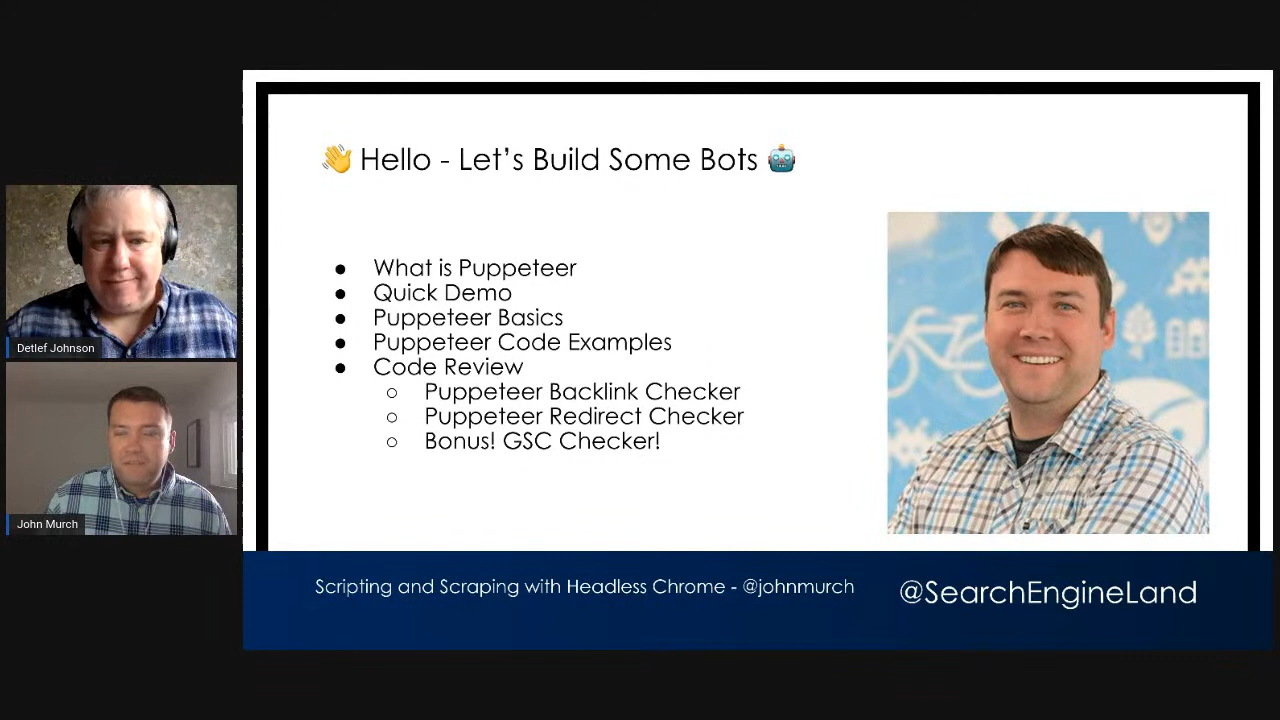 👋 Hello - Let's Build Some Bots 🤖
● What is Puppeteer
● Quick Demo
● Puppeteer Basics
● Puppeteer Code Examples
● Code Review
○ Puppeteer Backlink Checker
○ Puppeteer Redirect Checker
○ Bonus! GSC Checker!
Detlef Johnson
John Murch
Scripting and Scraping with Headless Chrome - @johnmurch
@SearchEngineLand